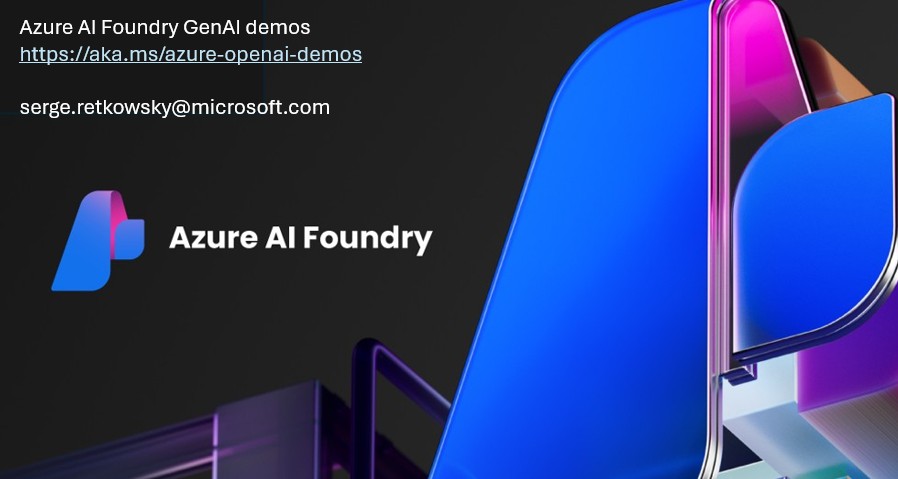 Azure AI Foundry GenAI demos
https://aka.ms/azure-openai-demos
serge.retkowsky@microsoft.com
Azure AI Foundry